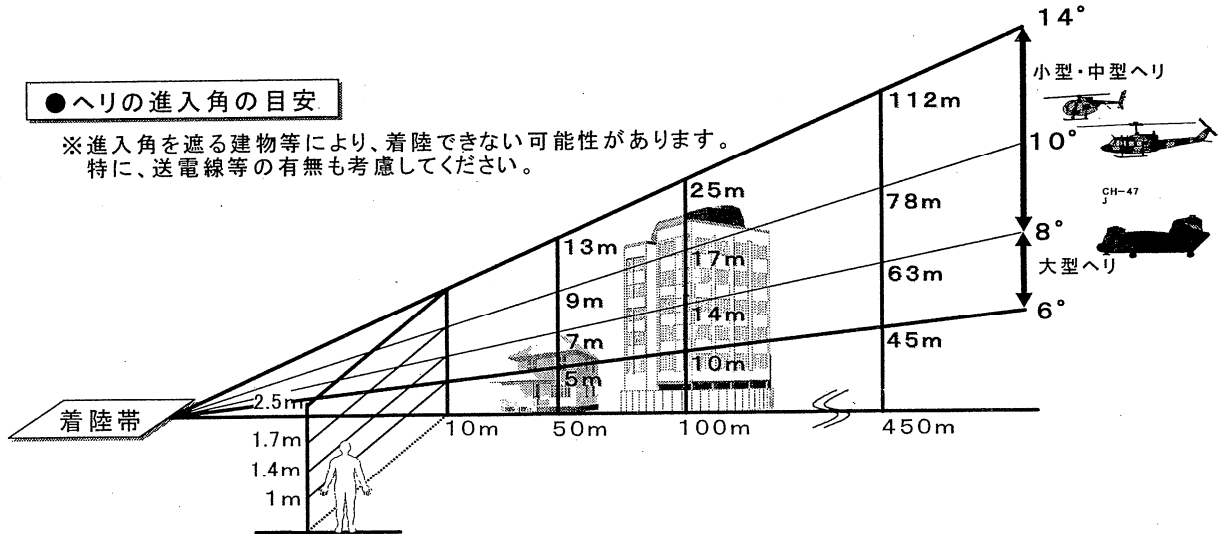 ●ヘリの進入角の目安
※進入角を遮る建物等により、着陸できない可能性があります。
特に、送電線等の有無も考慮してください。
14°
小型・中型ヘリ
10°
CH-47
J
8°
大型ヘリ
6°
112m
78m
63m
45m
25m
17m
14m
10m
13m
9m
7m
5m
2.5m
1.7m
1.4m
1m
着陸帯
10m
50m
100m
450m